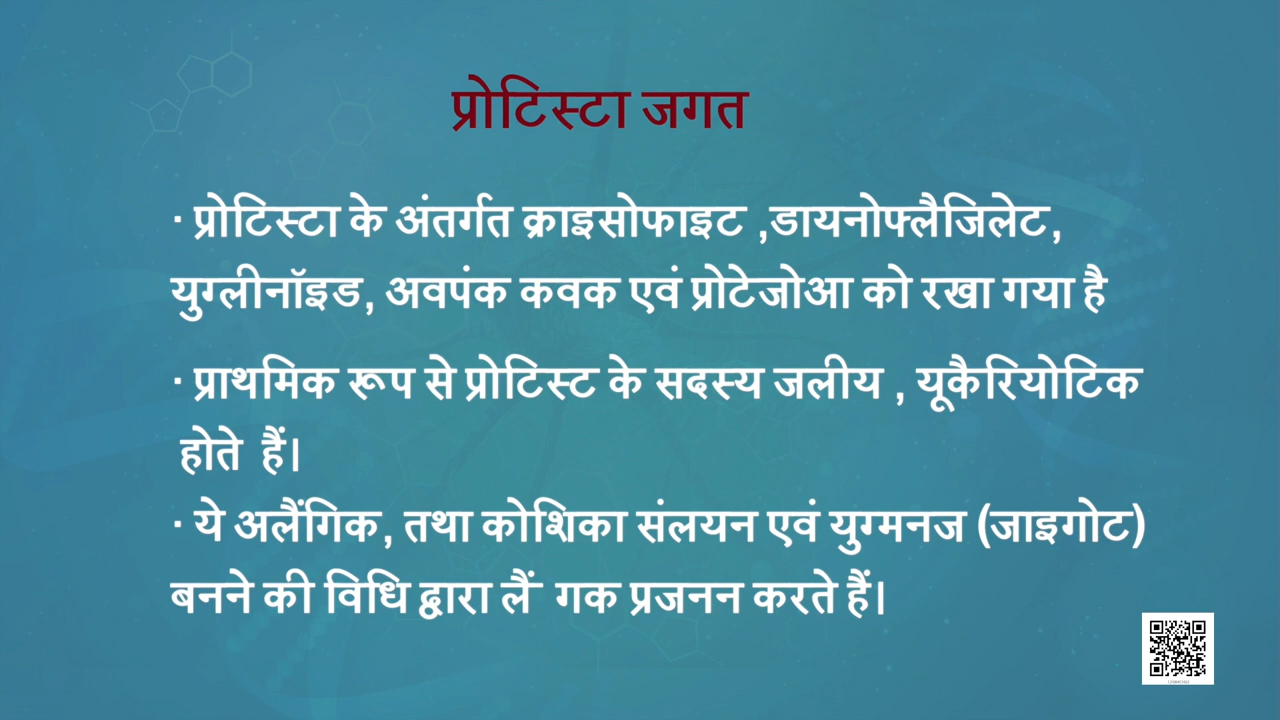 प्रोटिस्टा जगत
· प्रोटिस्टा के अंतर्गत क्राइसोफाइट ,डायनोफ्लैजिलेट,
युग्लीनॉइड, अवपंक कवक एवं प्रोटेजोआ को रखा गया है
· प्राथमिक रूप से प्रोटिस्ट के सदस्य जलीय , यूकैरियोटिक
होते हैं।
· ये अलैंगिक, तथा कोशिका संलयन एवं युग्मनज (जाइगोट)
बनने की विधि द्वारा लैं गक प्रजनन करते हैं।